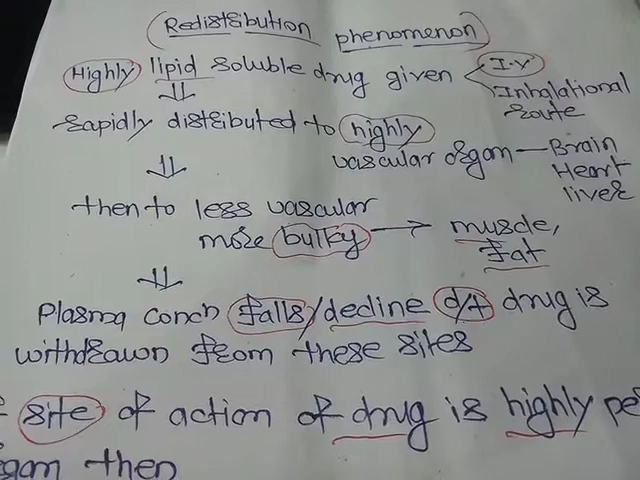 (Redistribution phenomenon)
Highly lipid soluble drug given < I.V
Inhalational route
⇓
rapidly distributed to highly
vascular organ — Brain
Heart
liver
⇓
then to less vascular
more bulky → muscle,
fat
⇓
Plasma concn falls/decline d/t drug is
withdrawn from these sites
site of action of drug is highly
then